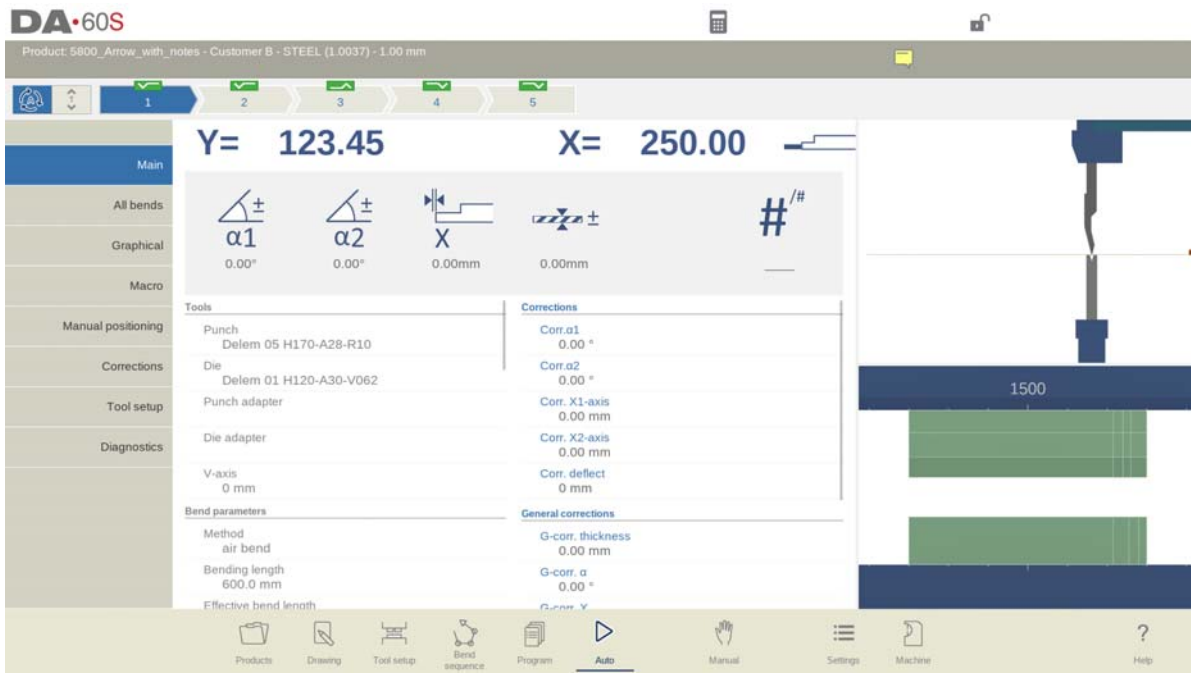 DA•60S
Product: 5800_Arrow_with_notes - Customer B - STEEL (1.0037) - 1.00 mm
1
2
3
4
5
Main
All bends
Graphical
Macro
Manual positioning
Corrections
Tool setup
Diagnostics
Y= 123.45
X= 250.00
± ± ± #/#
α1 α2 X
0.00° 0.00° 0.00mm 0.00mm
Tools
Punch
Delem 05 H170-A28-R10
Die
Delem 01 H120-A30-V062
Punch adapter
Die adapter
V-axis
0 mm
Bend parameters
Method
air bend
Bending length
600.0 mm
Effective bend length
Corrections
Corr.α1
0.00 °
Corr.α2
0.00 °
Corr. X1-axis
0.00 mm
Corr. X2-axis
0.00 mm
Corr. deflect
0 mm
General corrections
G-corr. thickness
0.00 mm
G-corr. α
0.00 °
G-corr. X
1500
Products
Drawing
Tool setup
Bend
sequence
Program
Auto
Manual
Settings
Machine
?
Help